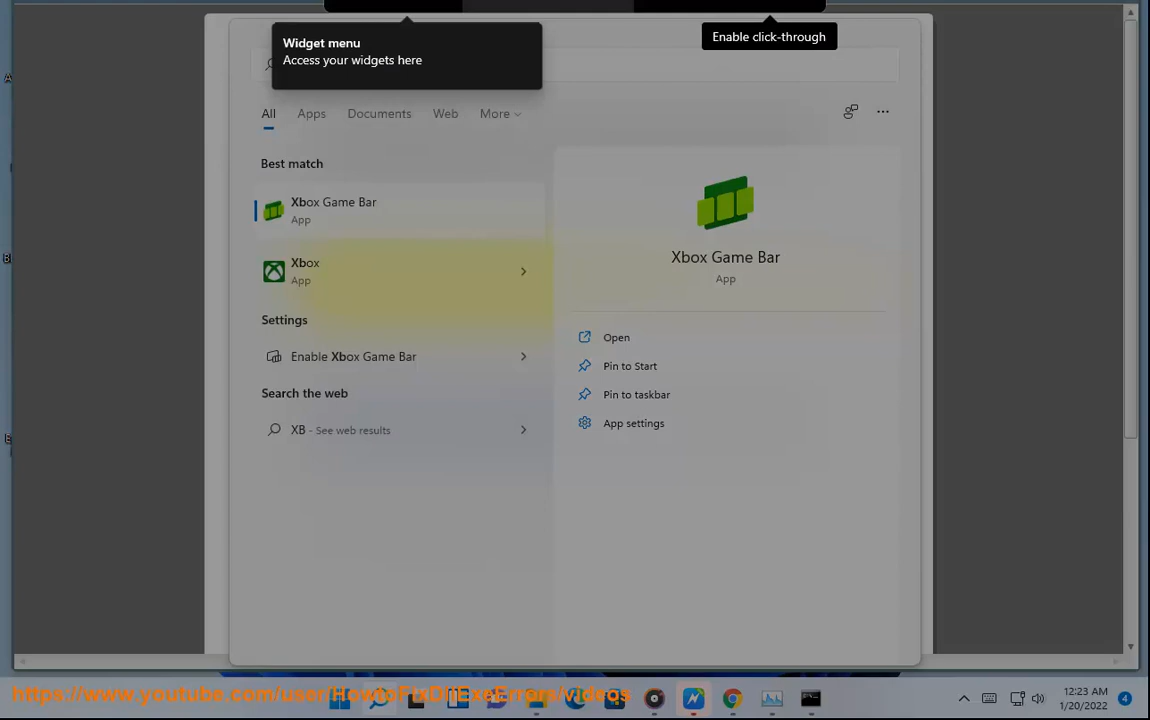 Widget menu
Access your widgets here
Enable click-through
All Apps Documents Web More
Best match
Xbox Game Bar
App
Xbox
App
Settings
Enable Xbox Game Bar
Search the web
XB - See web results
Xbox Game Bar
App
Open
Pin to Start
Pin to taskbar
App settings
https://www.youtube.com/user/HowtoFixDllExeErrors/videos
12:23 AM
1/20/2022
4